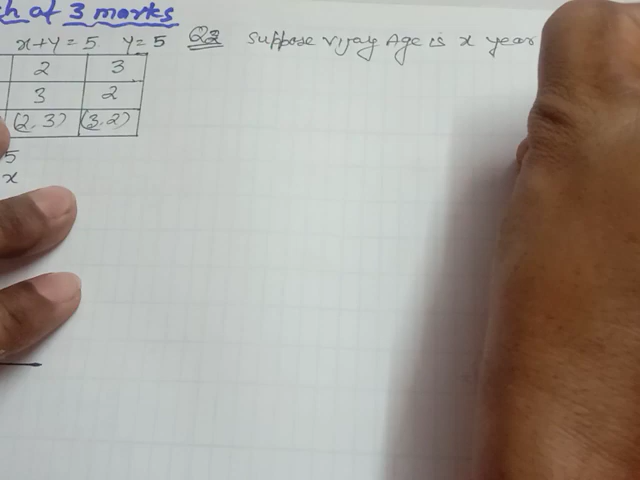 ch of 3 marks
x+y = 5 y = 5
2 3
3 2
(2, 3) (3, 2)
5
x
Q2 Suppose vijay Age is x year